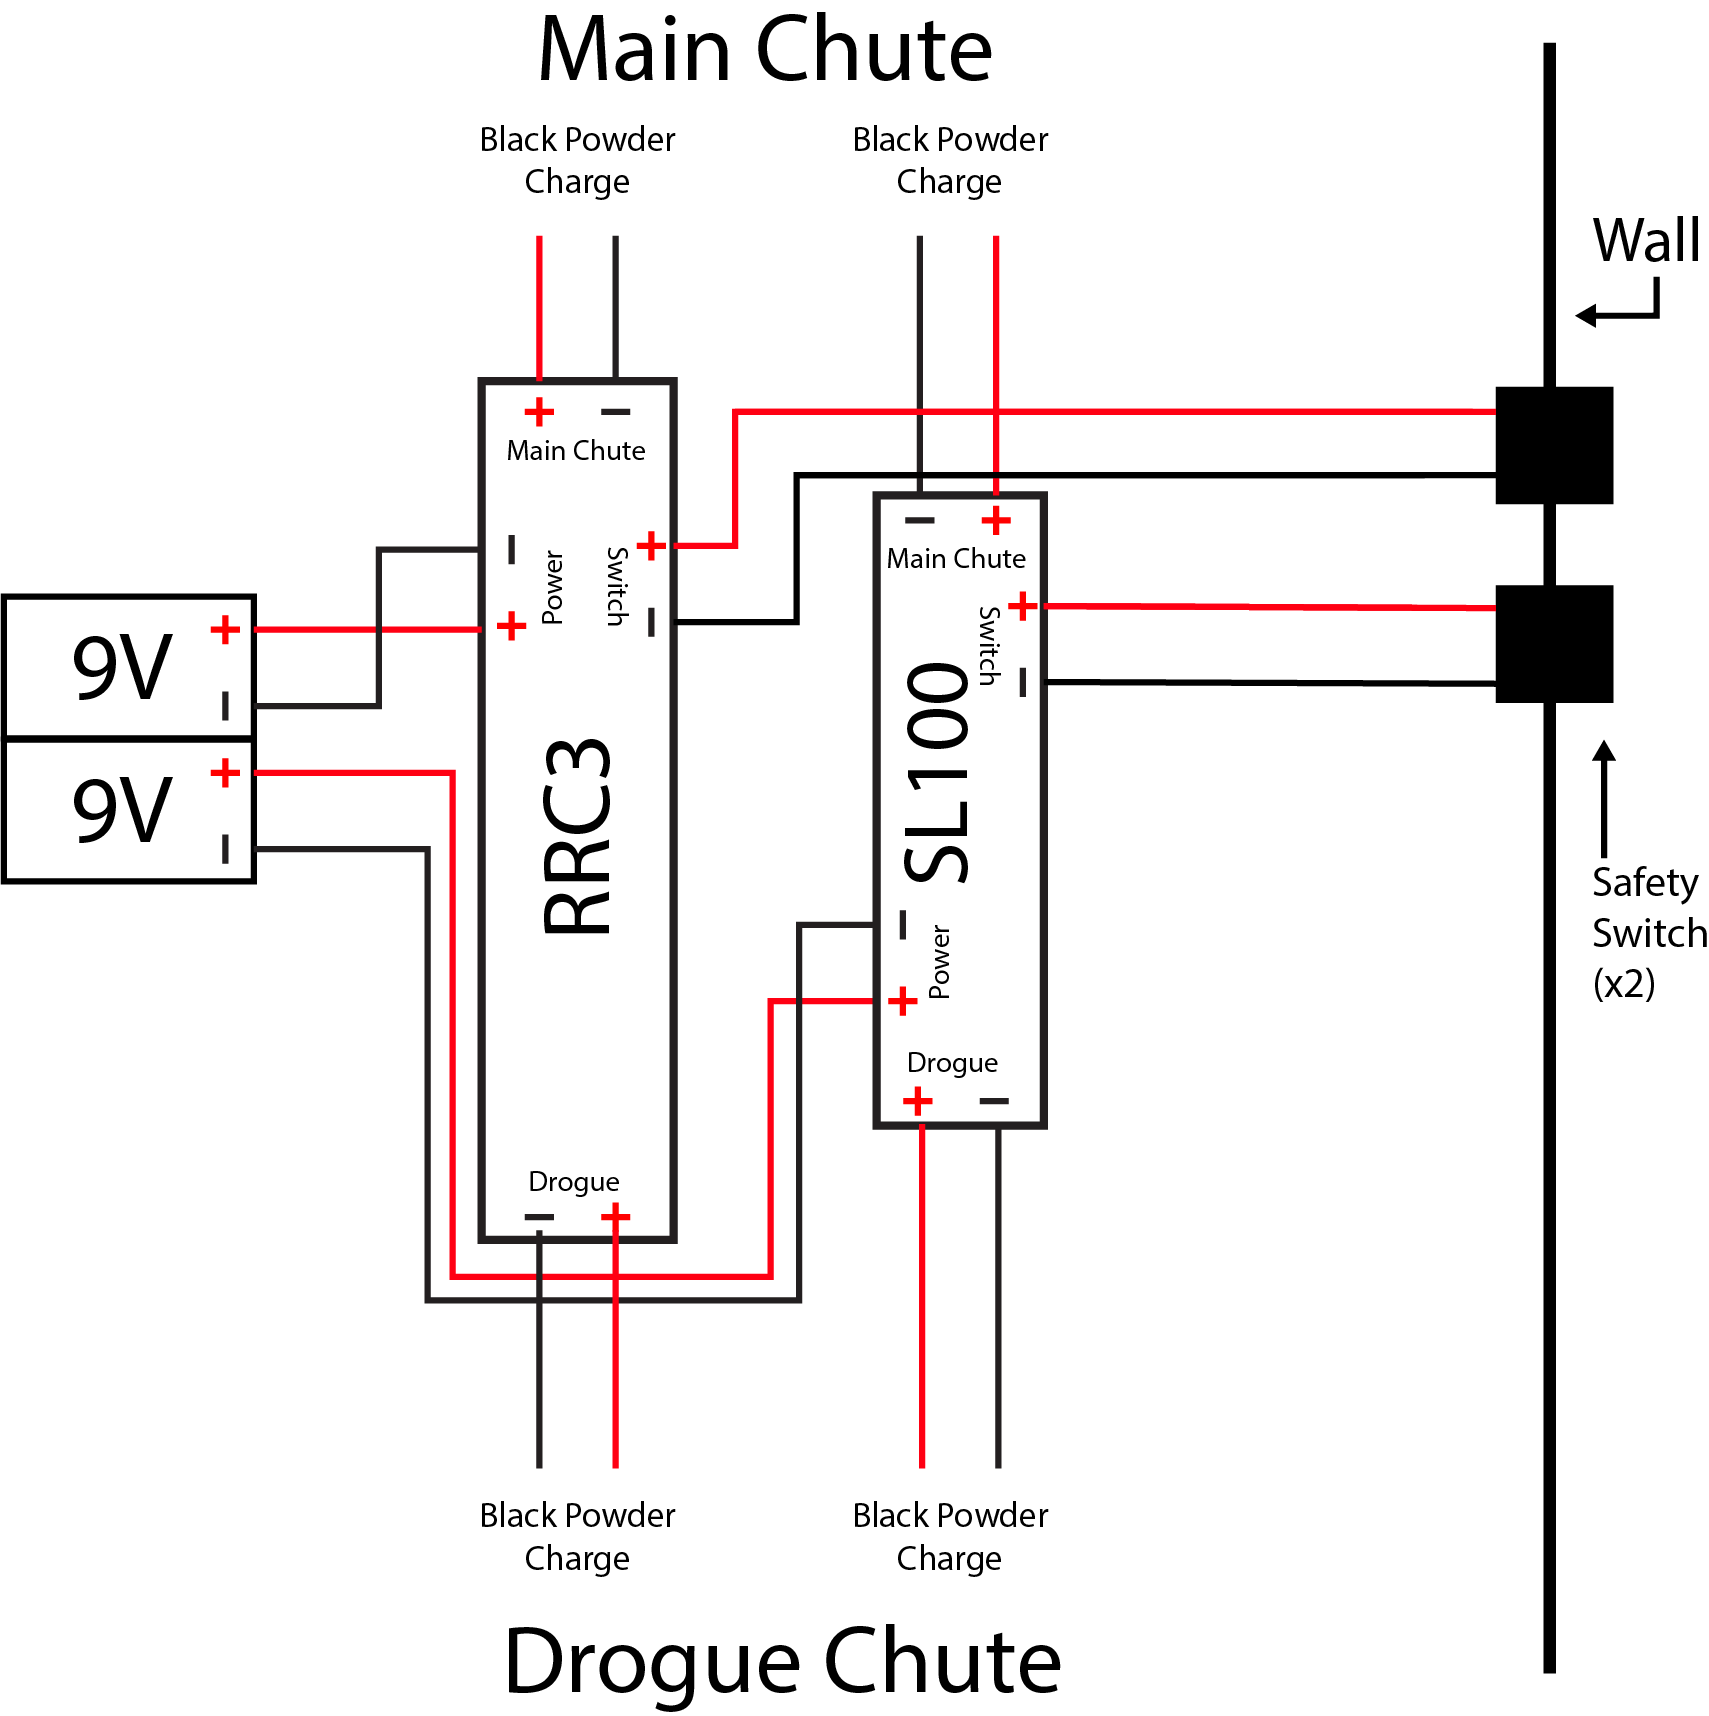 Main Chute
Black Powder
Charge
Black Powder
Charge
Wall
+ −
Main Chute
− +
Main Chute
−
Power
+
Switch
+
−
+
Switch
−
9V
+
−
9V
+
−
RRC3
SL100
Safety
Switch
(x2)
−
Power
+
Drogue
+ −
Drogue
− +
Black Powder
Charge
Black Powder
Charge
Drogue Chute